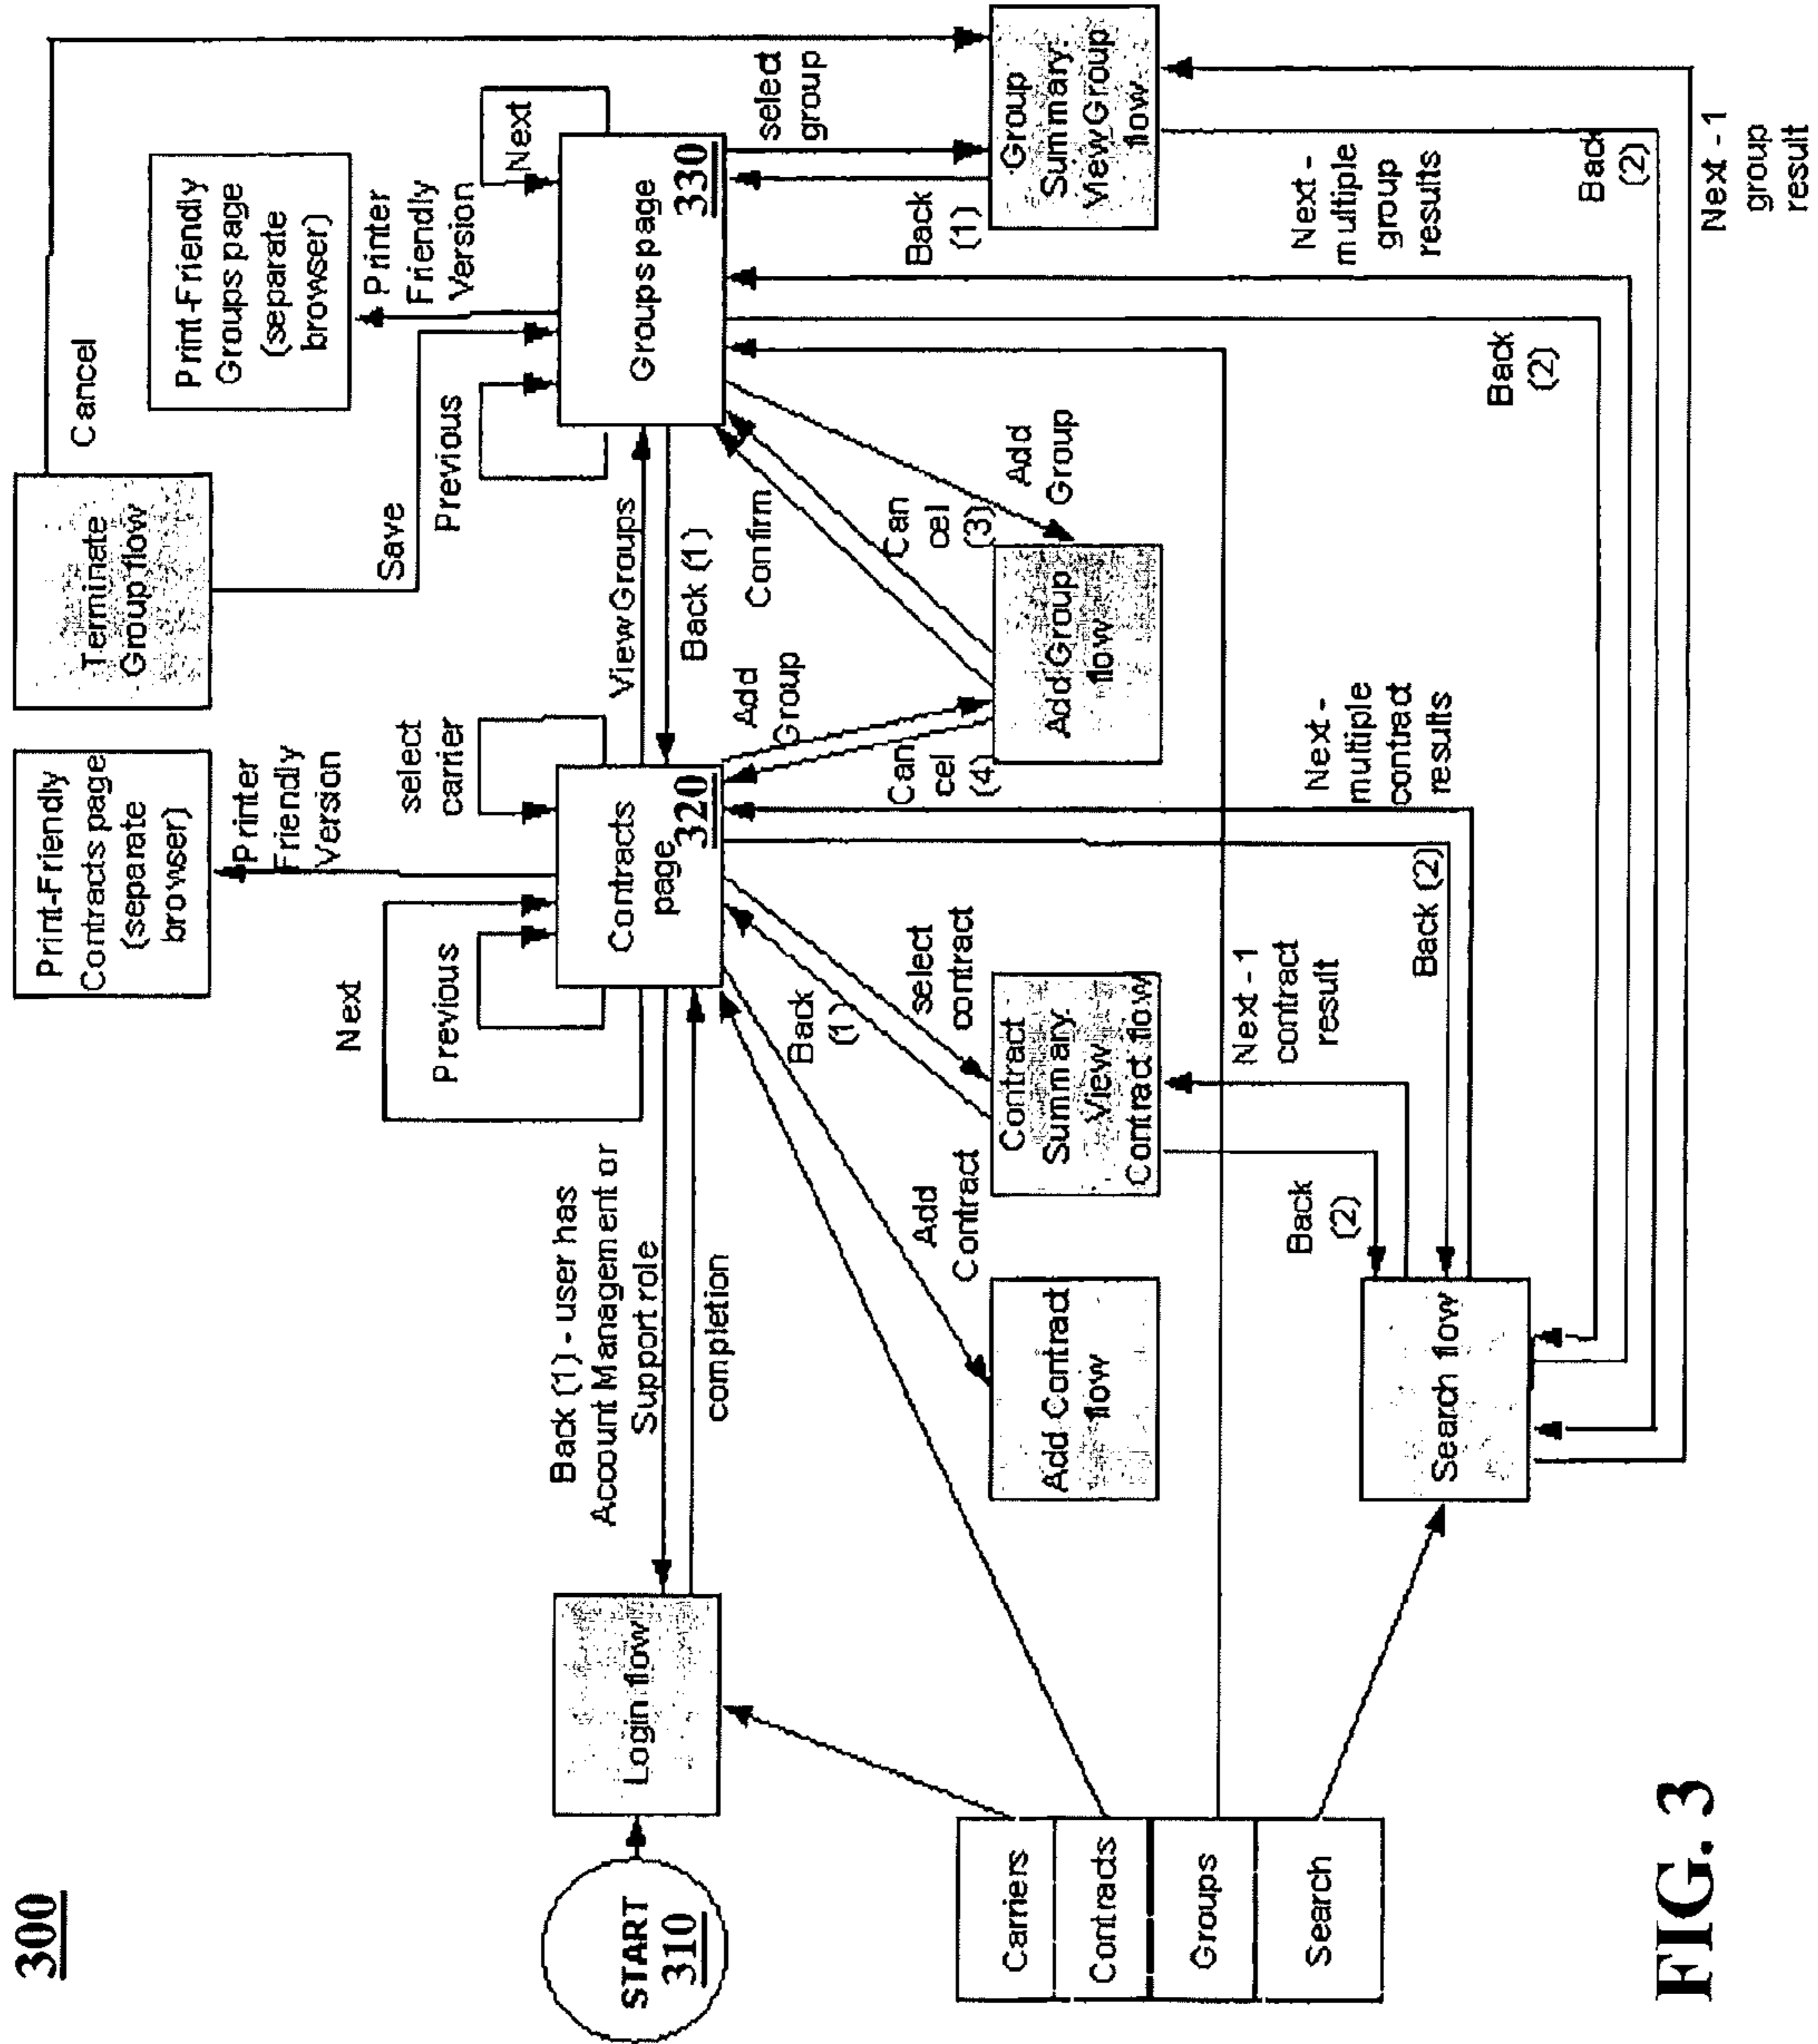 300
START
310
Login flow
Back (1) - user has
Account Management or
Support role
completion
Carriers
Contracts
Groups
Search
Print-Friendly
Contracts page
(separate
browser)
Printer
Friendly
Version
Next
Previous
select
carrier
Contracts
page
320
Terminate
Group flow
Cancel
Save
Print-Friendly
Groups page
(separate
browser)
Printer
Friendly
Version
Previous
Next
View Groups
Back (1)
Groups page
330
Add
Contract
Add Contract
flow
Back
(1)
select
contract
Contract
Summary-
View
Contract flow
Can
cel
(4)
Add
Group
Confirm
Can
cel
(3)
Add
Group
Add Group
flow
Back
(1)
select
group
Group
Summary-
View Group
flow
Back
(2)
Next - 1
contract
result
Back (2)
Next -
multiple
contract
results
Search flow
Back
(2)
Next -
multiple
group
results
Back
(2)
Next - 1
group
result
FIG. 3